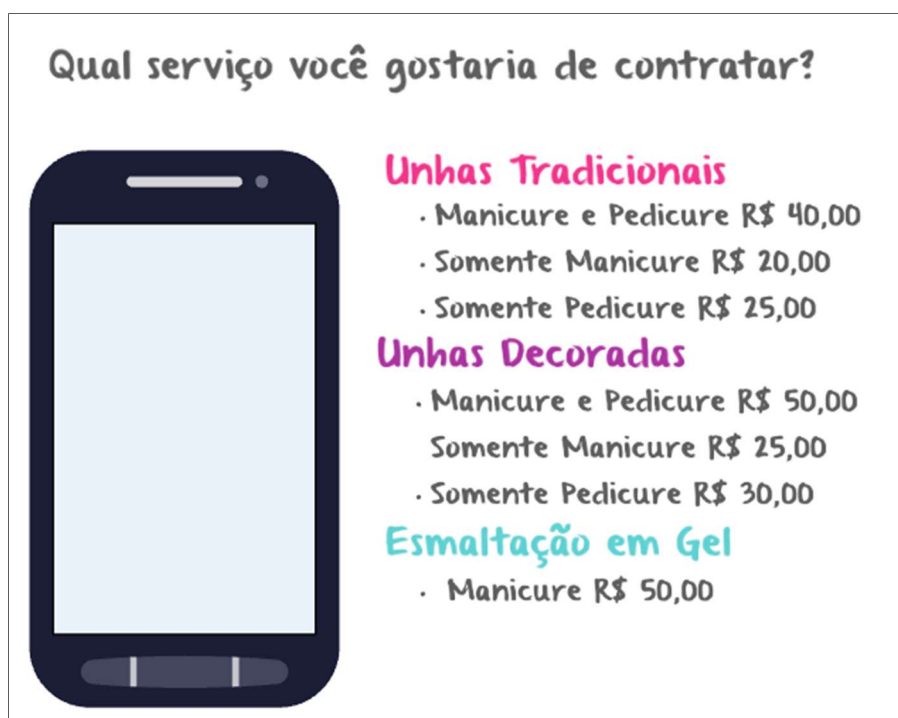 Qual serviço você gostaria de contratar?
Unhas Tradicionais
· Manicure e Pedicure R$ 40,00
· Somente Manicure R$ 20,00
· Somente Pedicure R$ 25,00
Unhas Decoradas
· Manicure e Pedicure R$ 50,00
Somente Manicure R$ 25,00
· Somente Pedicure R$ 30,00
Esmaltação em Gel
· Manicure R$ 50,00